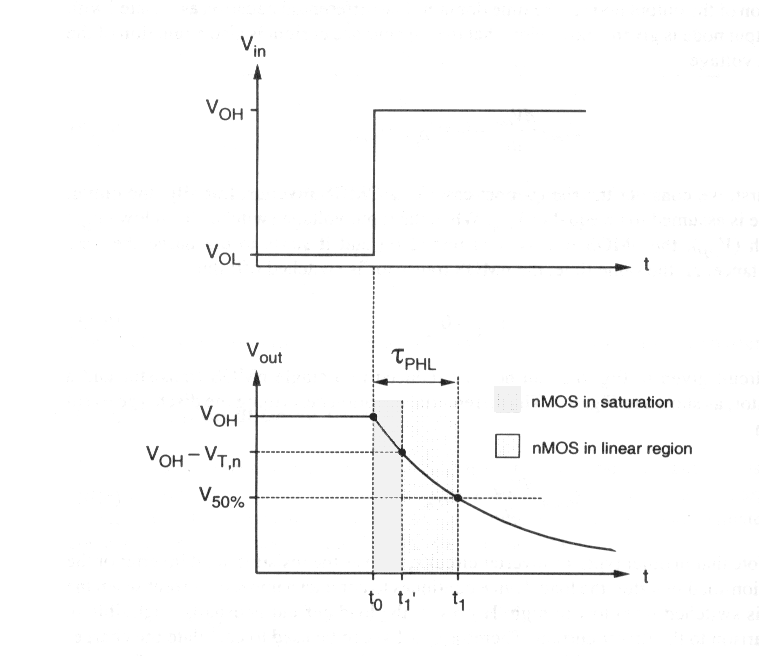 V_in
V_OH
V_OL
t
V_out
τ_PHL
V_OH
V_OH − V_T,n
V_50%
nMOS in saturation
nMOS in linear region
t
t_0
t_1'
t_1